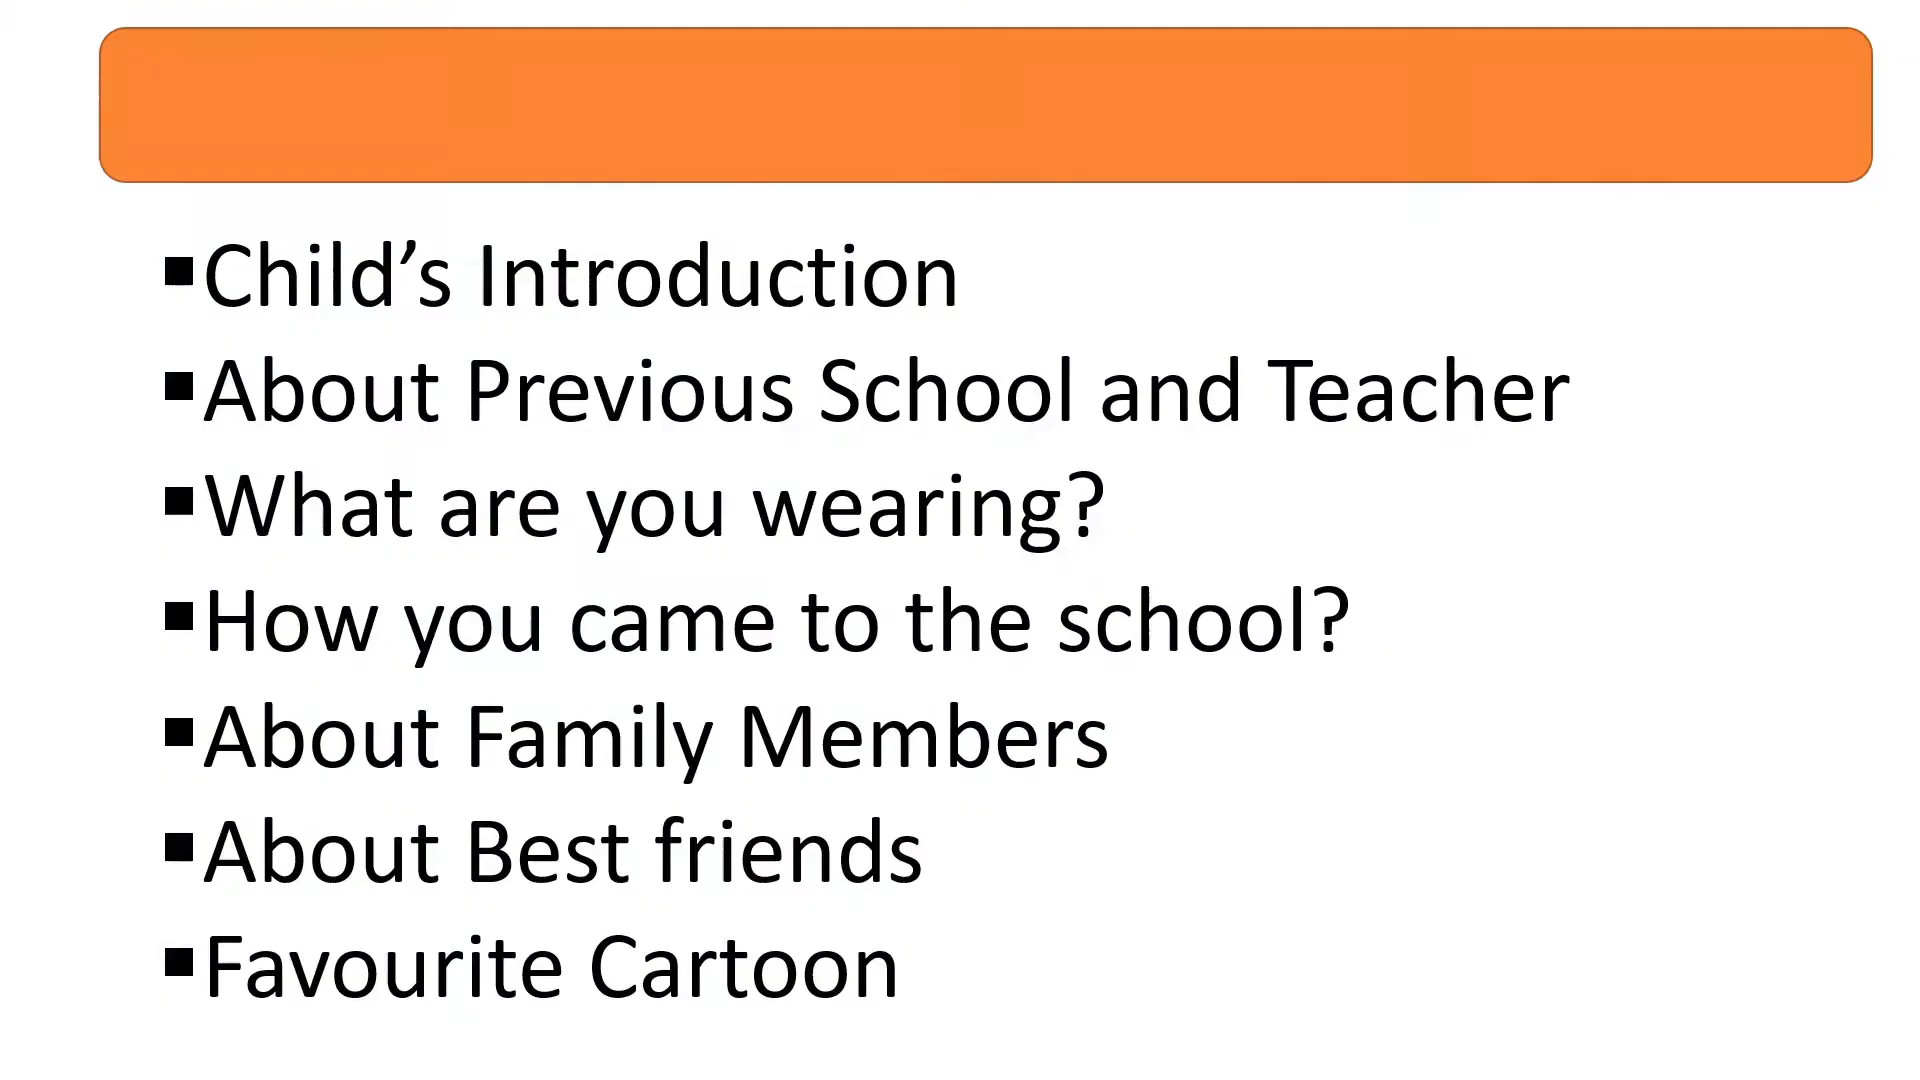 ▪Child’s Introduction
▪About Previous School and Teacher
▪What are you wearing?
▪How you came to the school?
▪About Family Members
▪About Best friends
▪Favourite Cartoon